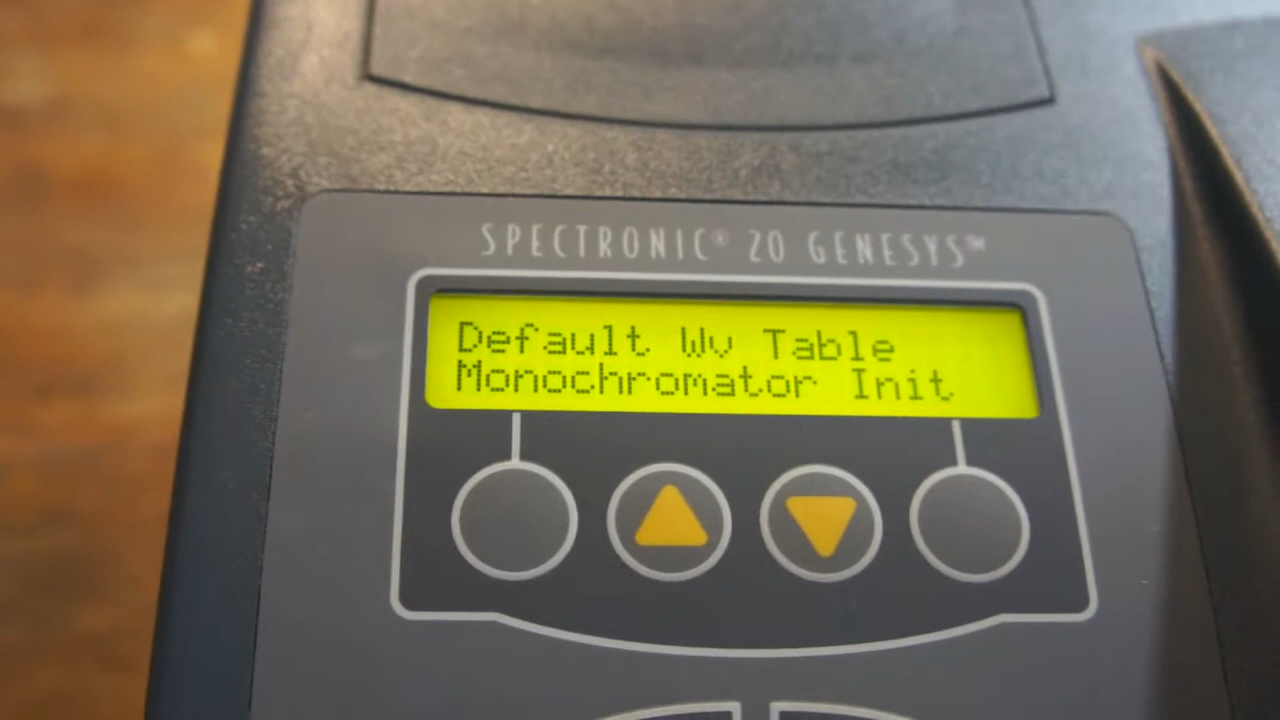 SPECTRONIC® 20 GENESYS™
Default Wv Table
Monochromator Init